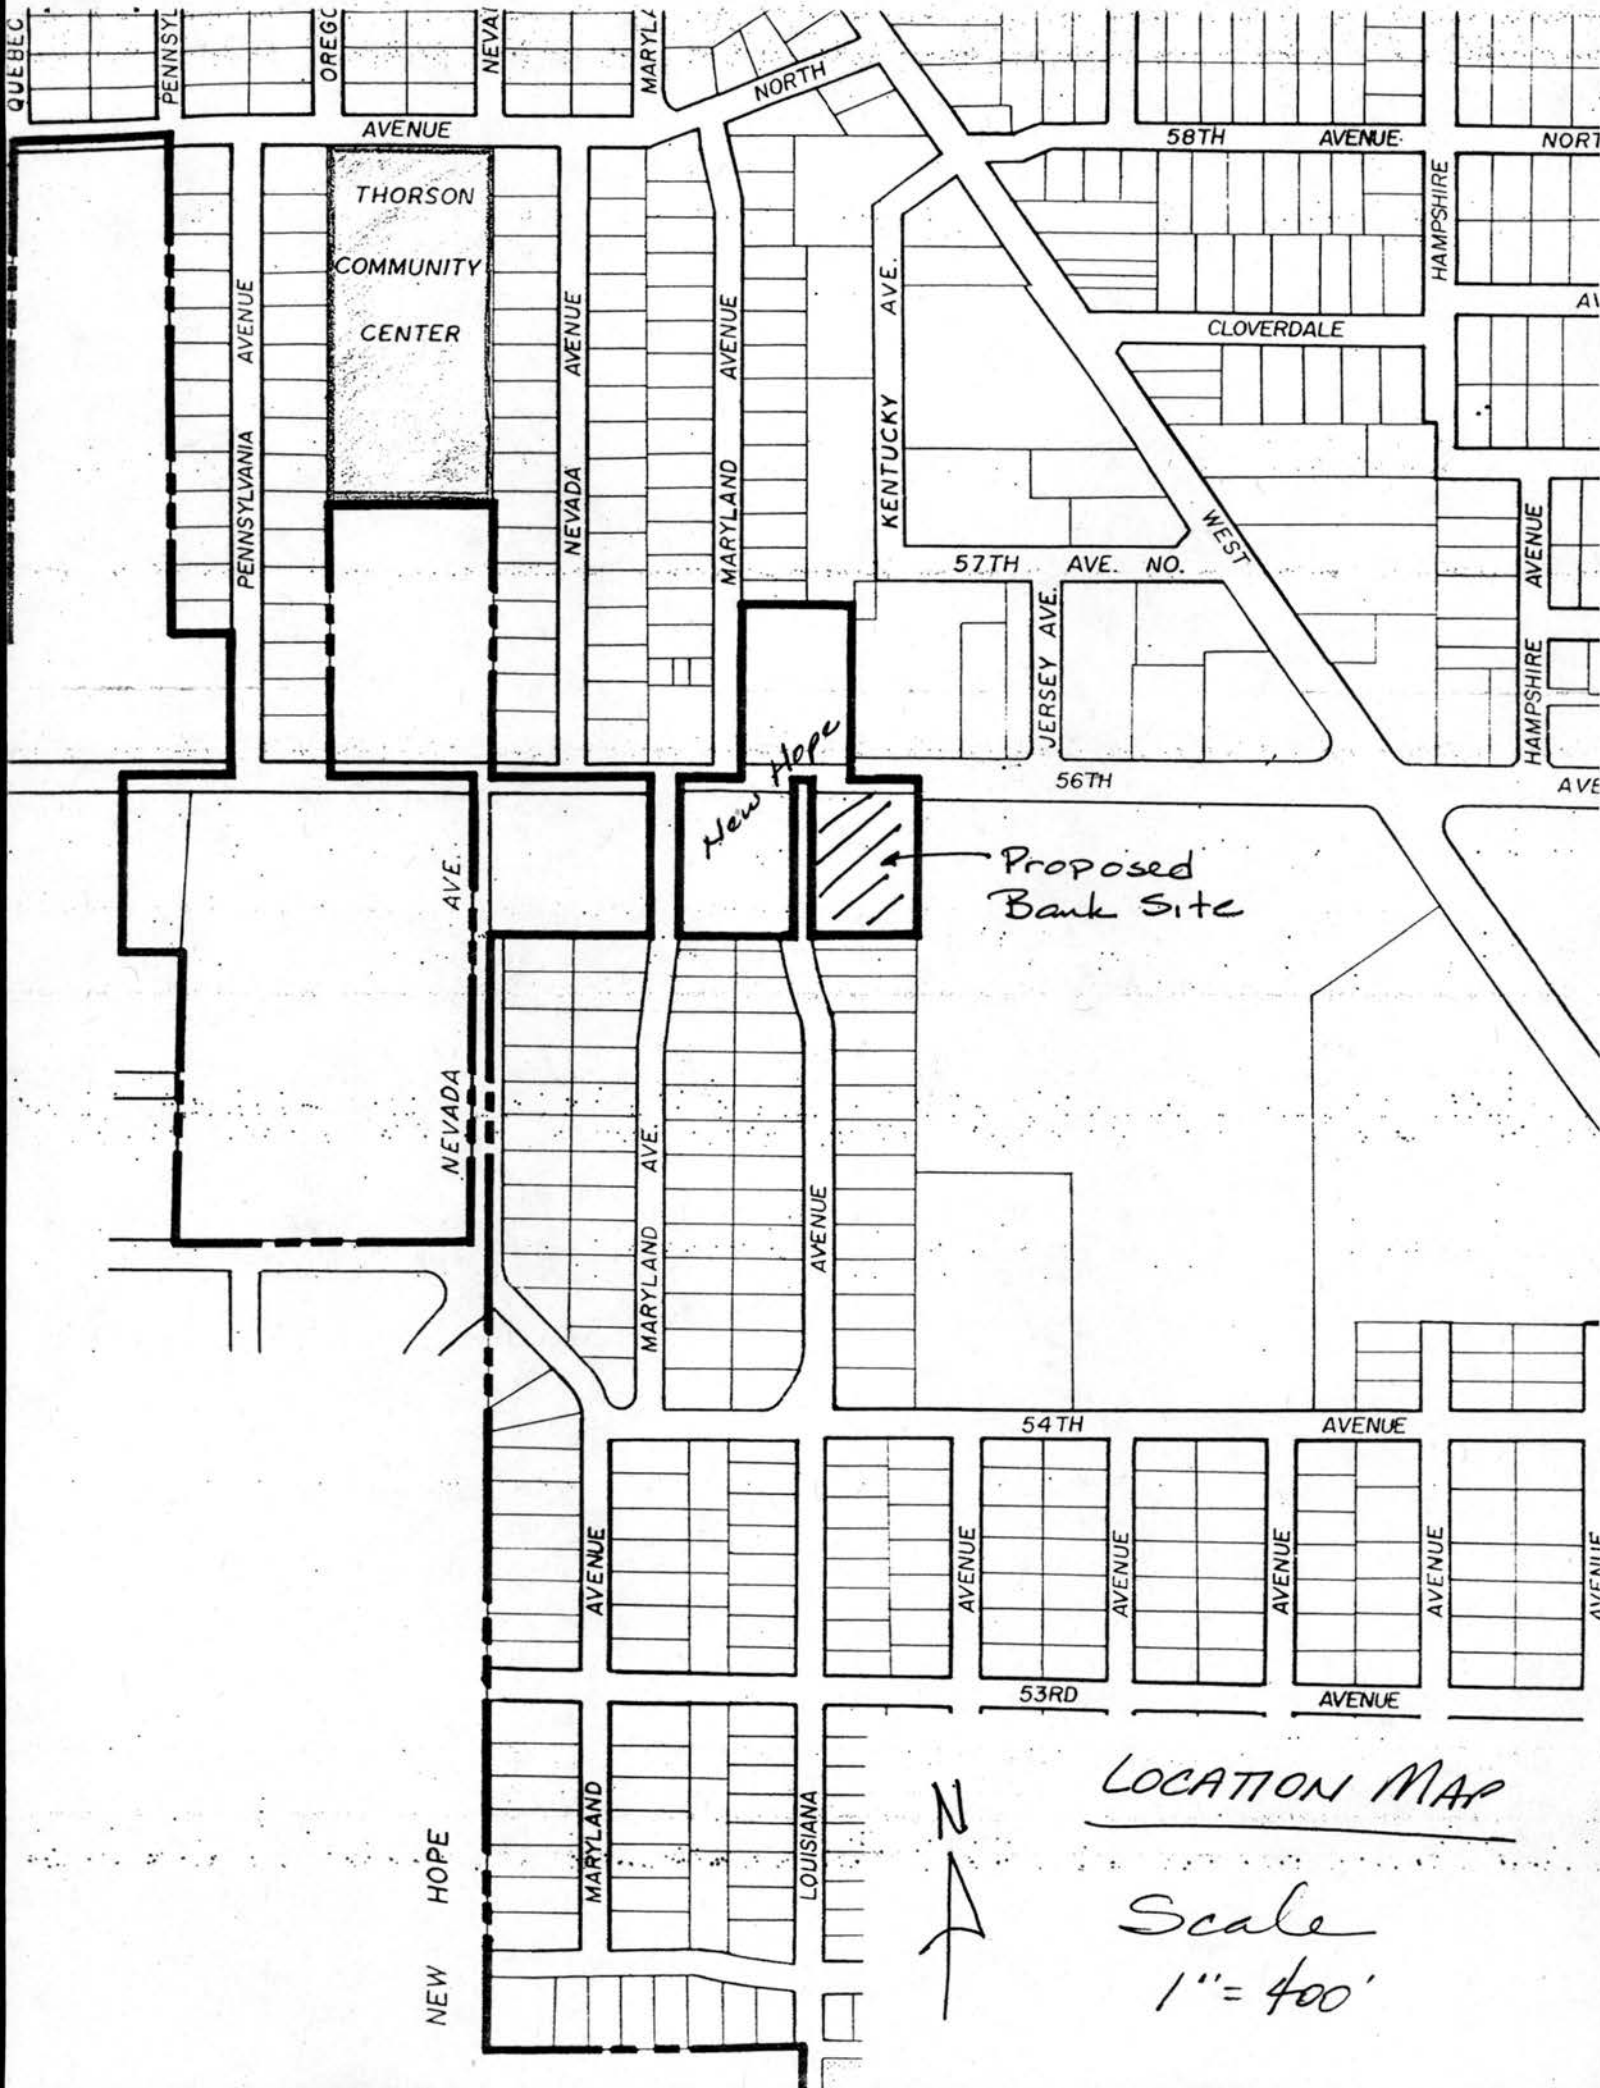 QUEBEC
PENNSYL
OREGO
NEVA
MARYL
NORTH
AVENUE
58TH AVENUE NORT
THORSON
COMMUNITY
CENTER
HAMPSHIRE
AV
CLOVERDALE
PENNSYLVANIA AVENUE
NEVADA AVENUE
MARYLAND AVENUE
KENTUCKY AVE.
WEST
57TH AVE. NO.
JERSEY AVE.
HAMPSHIRE AVENUE
56TH AVE
New Hope
Proposed
Bank Site
NEVADA AVE.
MARYLAND AVE.
AVENUE
54TH AVENUE
AVENUE
AVENUE
AVENUE
AVENUE
AVENUE
AVENUE
53RD AVENUE
MARYLAND
LOUISIANA
NEW HOPE
LOCATION MAP
N
Scale
1"= 400'